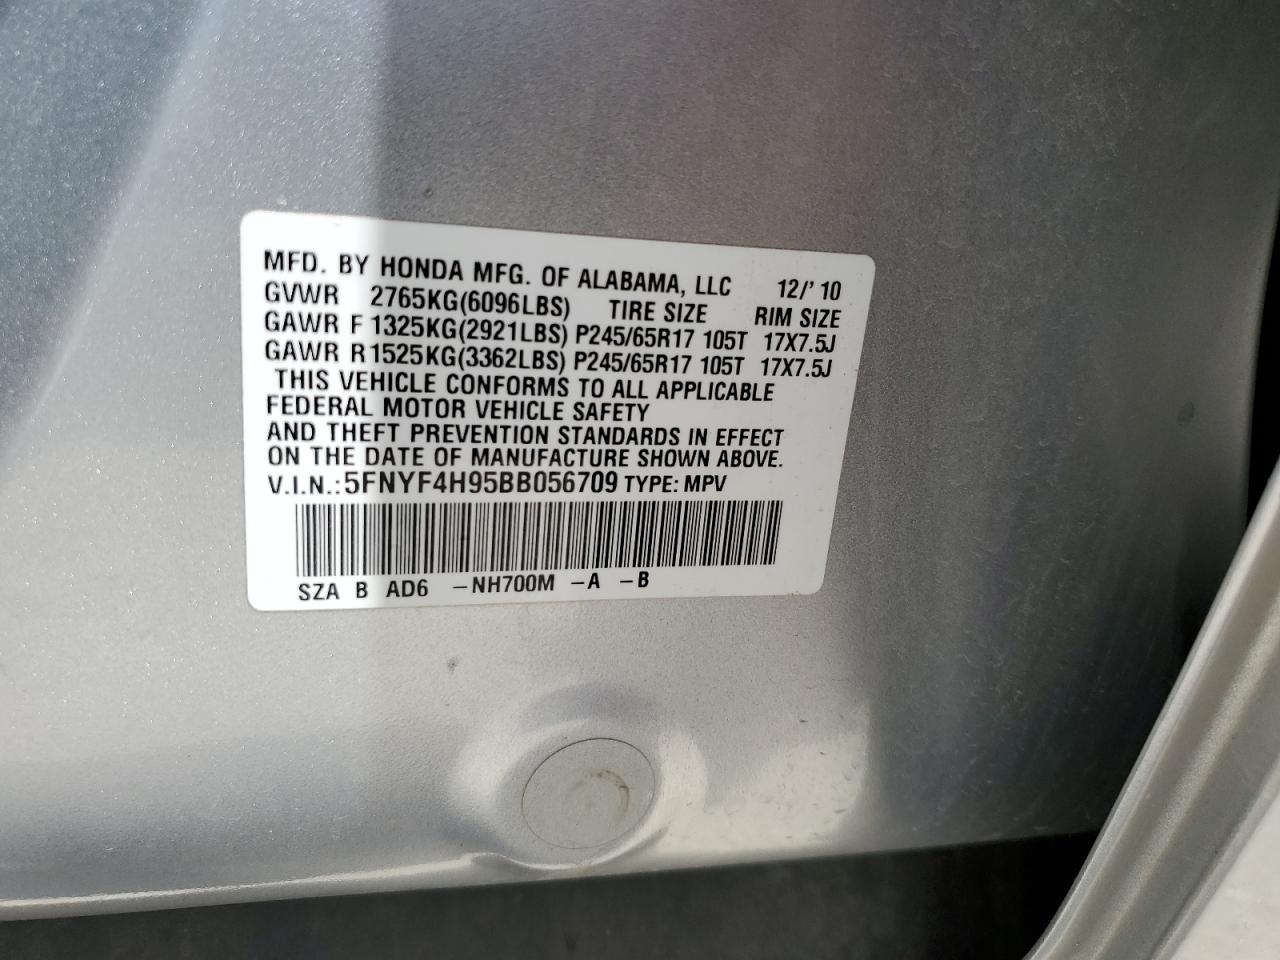 MFD. BY HONDA MFG. OF ALABAMA, LLC 12/'10
GVWR 2765KG(6096LBS) TIRE SIZE RIM SIZE
GAWR F 1325KG(2921LBS) P245/65R17 105T 17X7.5J
GAWR R 1525KG(3362LBS) P245/65R17 105T 17X7.5J
THIS VEHICLE CONFORMS TO ALL APPLICABLE
FEDERAL MOTOR VEHICLE SAFETY
AND THEFT PREVENTION STANDARDS IN EFFECT
ON THE DATE OF MANUFACTURE SHOWN ABOVE.
V.I.N.:5FNYF4H95BB056709 TYPE: MPV
SZA B AD6 -NH700M -A -B